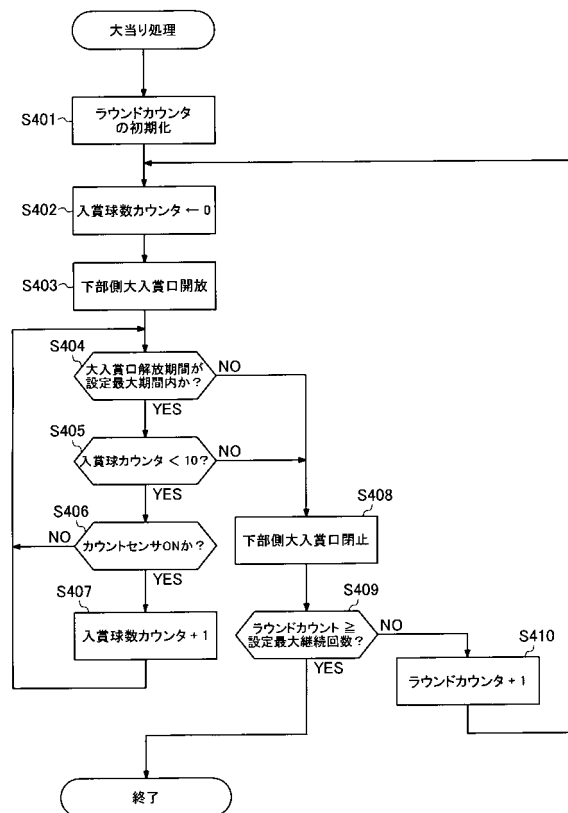 大当り処理
S401
ラウンドカウンタ
の初期化
S402
入賞球数カウンタ ← 0
S403
下部側大入賞口開放
S404
大入賞口解放期間が
設定最大期間内か?
NO
YES
S405
入賞球カウンタ < 10?
NO
YES
S406
カウントセンサONか?
NO
YES
S407
入賞球数カウンタ + 1
S408
下部側大入賞口閉止
S409
ラウンドカウント ≧
設定最大継続回数?
NO
YES
S410
ラウンドカウンタ + 1
終了